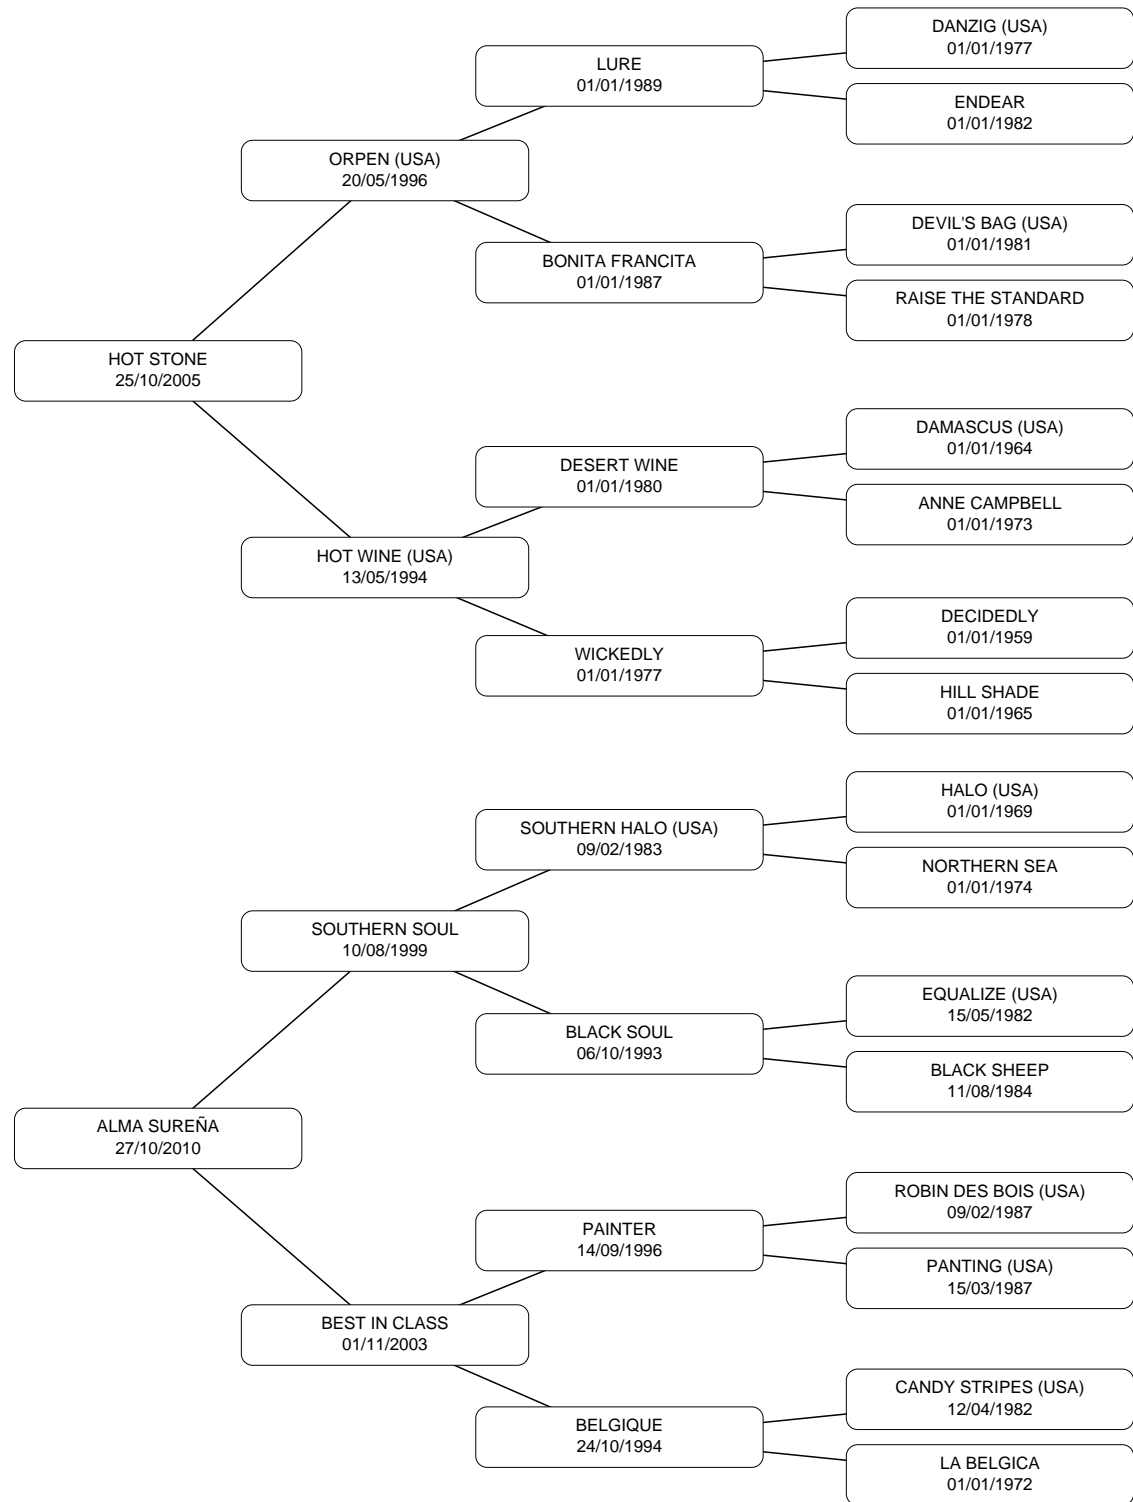 DANZIG (USA)
01/01/1977
LURE
01/01/1989
ENDEAR
01/01/1982
ORPEN (USA)
20/05/1996
DEVIL'S BAG (USA)
01/01/1981
BONITA FRANCITA
01/01/1987
RAISE THE STANDARD
01/01/1978
HOT STONE
25/10/2005
DAMASCUS (USA)
01/01/1964
DESERT WINE
01/01/1980
ANNE CAMPBELL
01/01/1973
HOT WINE (USA)
13/05/1994
DECIDEDLY
01/01/1959
WICKEDLY
01/01/1977
HILL SHADE
01/01/1965
HALO (USA)
01/01/1969
SOUTHERN HALO (USA)
09/02/1983
NORTHERN SEA
01/01/1974
SOUTHERN SOUL
10/08/1999
EQUALIZE (USA)
15/05/1982
BLACK SOUL
06/10/1993
BLACK SHEEP
11/08/1984
ALMA SUREÑA
27/10/2010
ROBIN DES BOIS (USA)
09/02/1987
PAINTER
14/09/1996
PANTING (USA)
15/03/1987
BEST IN CLASS
01/11/2003
CANDY STRIPES (USA)
12/04/1982
BELGIQUE
24/10/1994
LA BELGICA
01/01/1972